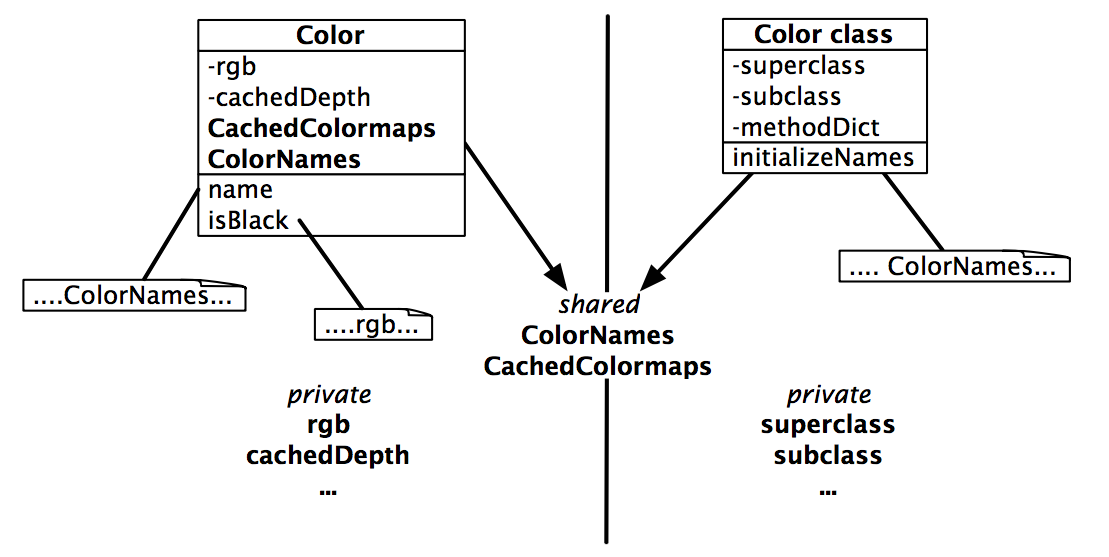 Color
-rgb
-cachedDepth
CachedColormaps
ColorNames
name
isBlack
....ColorNames...
....rgb...
private
rgb
cachedDepth
...
shared
ColorNames
CachedColormaps
Color class
-superclass
-subclass
-methodDict
initializeNames
.... ColorNames...
private
superclass
subclass
...